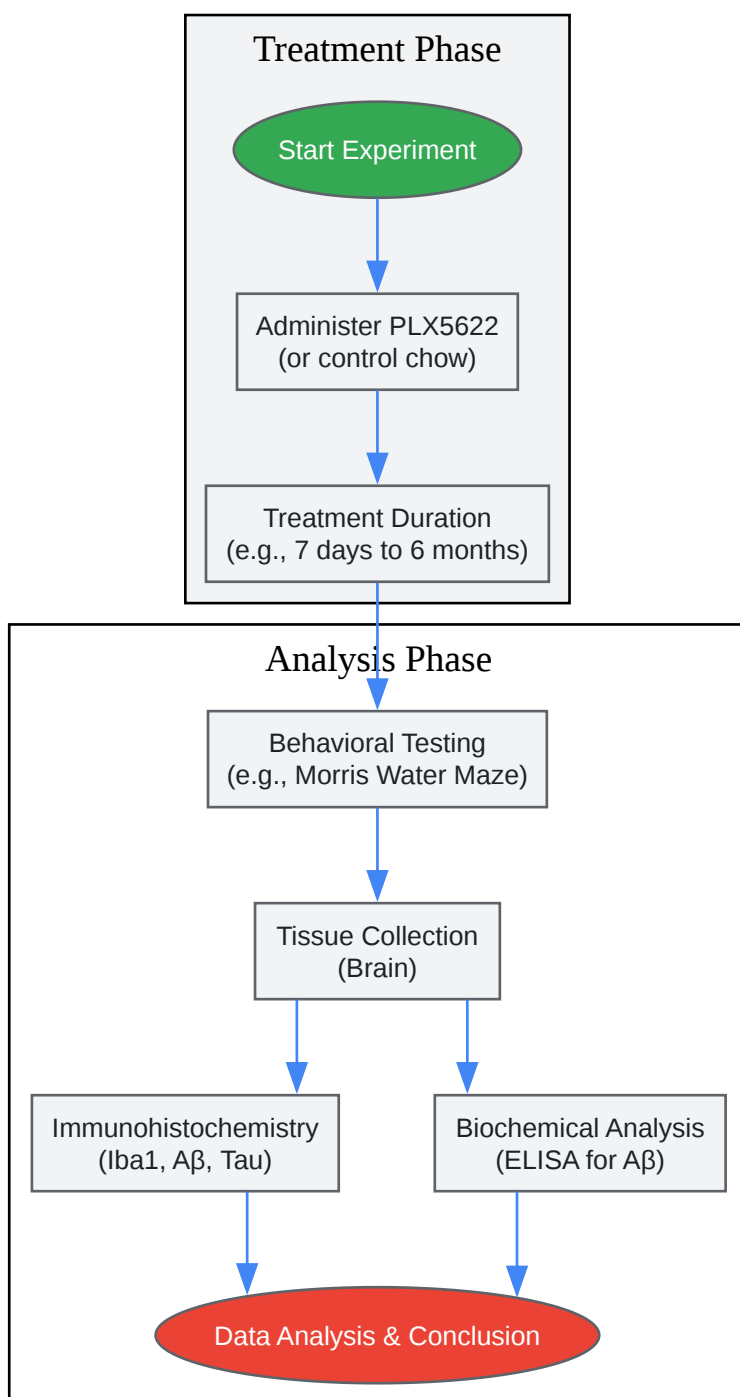 Treatment Phase
Start Experiment
Administer PLX5622
(or control chow)
Treatment Duration
(e.g., 7 days to 6 months)
Analysis Phase
Behavioral Testing
(e.g., Morris Water Maze)
Tissue Collection
(Brain)
Immunohistochemistry
(Iba1, Aβ, Tau)
Biochemical Analysis
(ELISA for Aβ)
Data Analysis & Conclusion